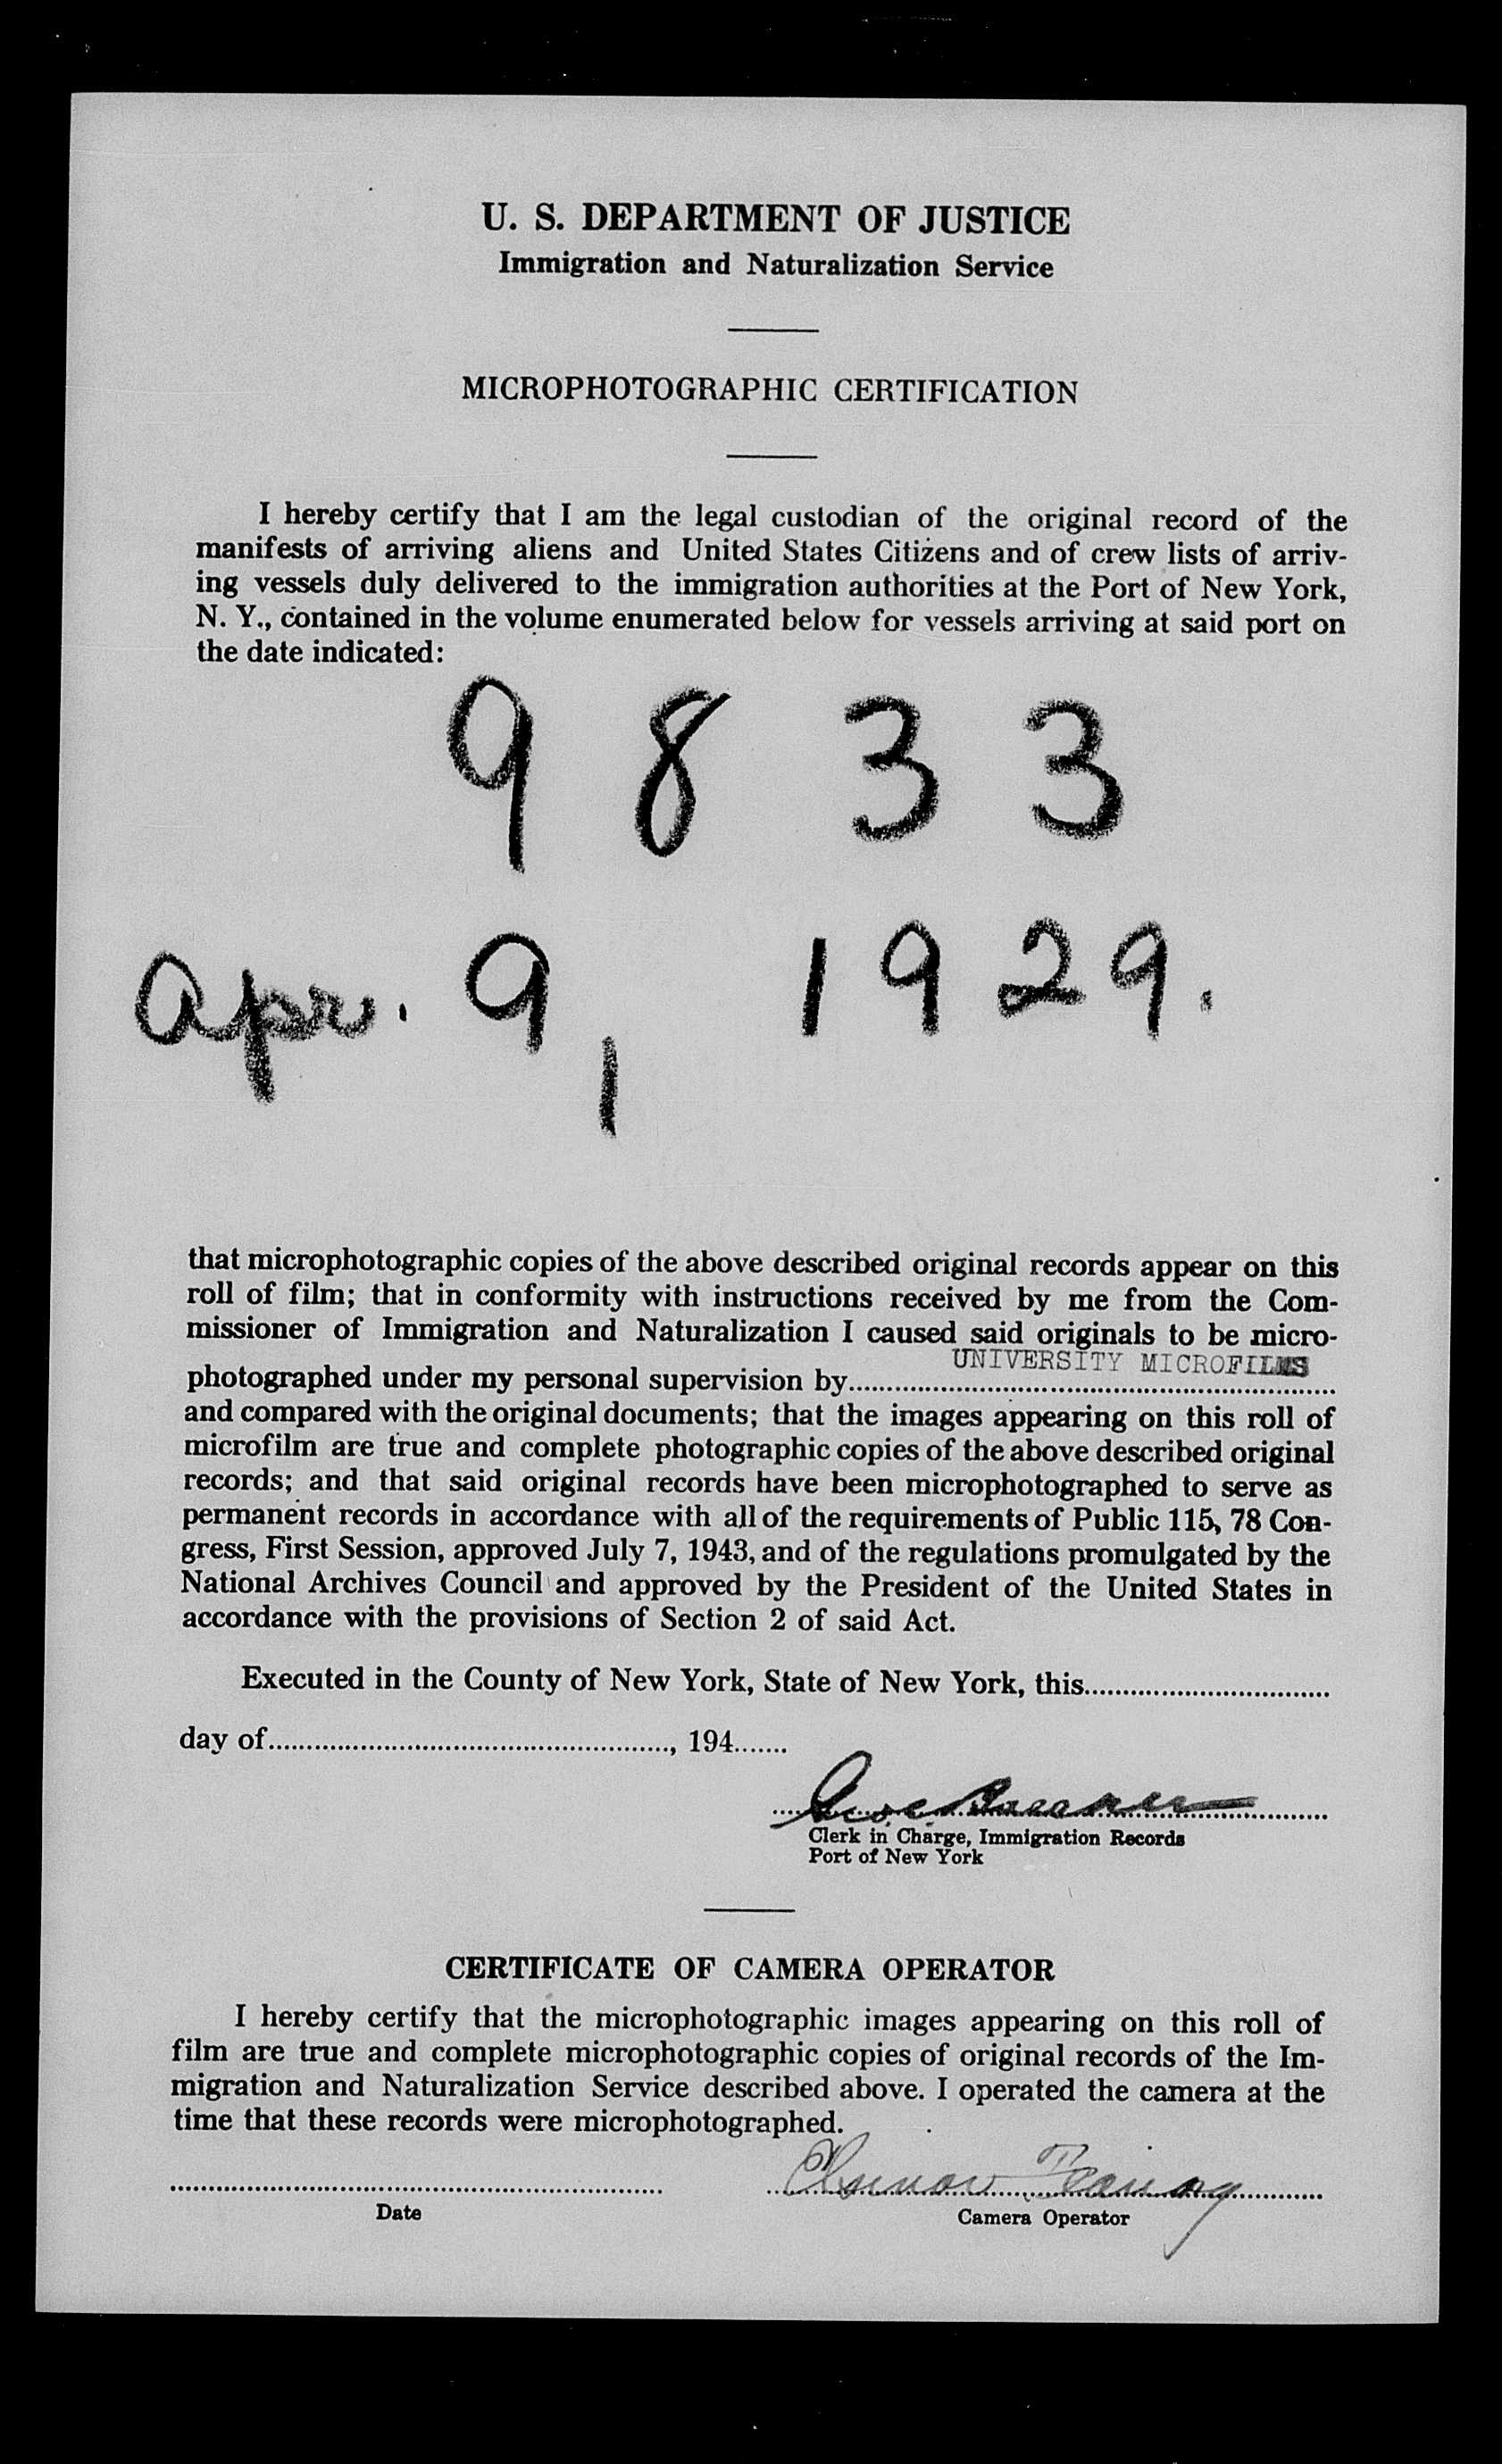 U. S. DEPARTMENT OF JUSTICE
Immigration and Naturalization Service
MICROPHOTOGRAPHIC CERTIFICATION
I hereby certify that I am the legal custodian of the original record of the
manifests of arriving aliens and United States Citizens and of crew lists of arriv-
ing vessels duly delivered to the immigration authorities at the Port of New York,
N. Y., contained in the volume enumerated below for vessels arriving at said port on
the date indicated:
9833
Apr. 9, 1929.
that microphotographic copies of the above described original records appear on this
roll of film; that in conformity with instructions received by me from the Com-
missioner of Immigration and Naturalization I caused said originals to be micro-
photographed under my personal supervision by UNIVERSITY MICROFILMS
and compared with the original documents; that the images appearing on this roll of
microfilm are true and complete photographic copies of the above described original
records; and that said original records have been microphotographed to serve as
permanent records in accordance with all of the requirements of Public 115, 78 Con-
gress, First Session, approved July 7, 1943, and of the regulations promulgated by the
National Archives Council and approved by the President of the United States in
accordance with the provisions of Section 2 of said Act.
Executed in the County of New York, State of New York, this
day of, 194
Clerk in Charge, Immigration Records
Port of New York
CERTIFICATE OF CAMERA OPERATOR
I hereby certify that the microphotographic images appearing on this roll of
film are true and complete microphotographic copies of original records of the Im-
migration and Naturalization Service described above. I operated the camera at the
time that these records were microphotographed.
Date
Camera Operator